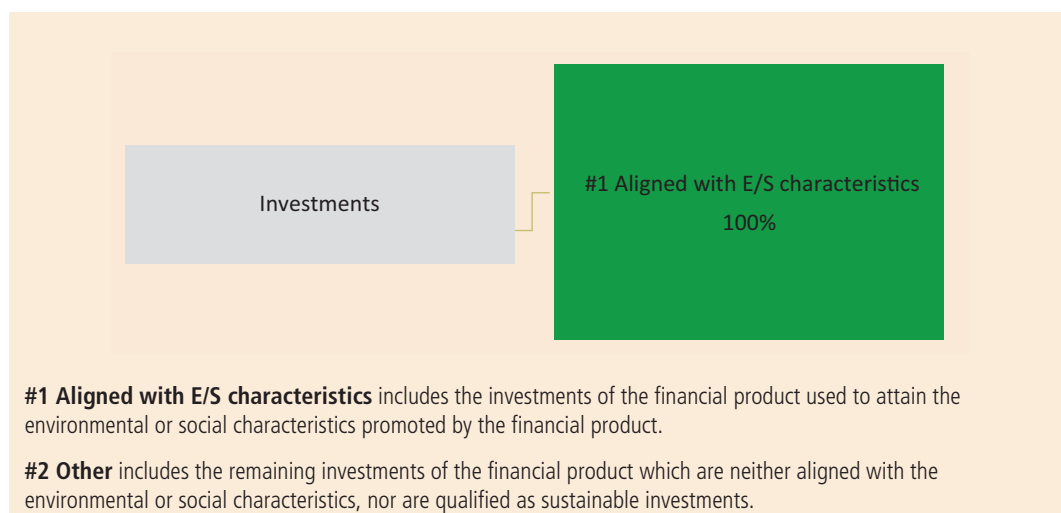 Investments
#1 Aligned with E/S characteristics
100%
#1 Aligned with E/S characteristics includes the investments of the financial product used to attain the
environmental or social characteristics promoted by the financial product.
#2 Other includes the remaining investments of the financial product which are neither aligned with the
environmental or social characteristics, nor are qualified as sustainable investments.